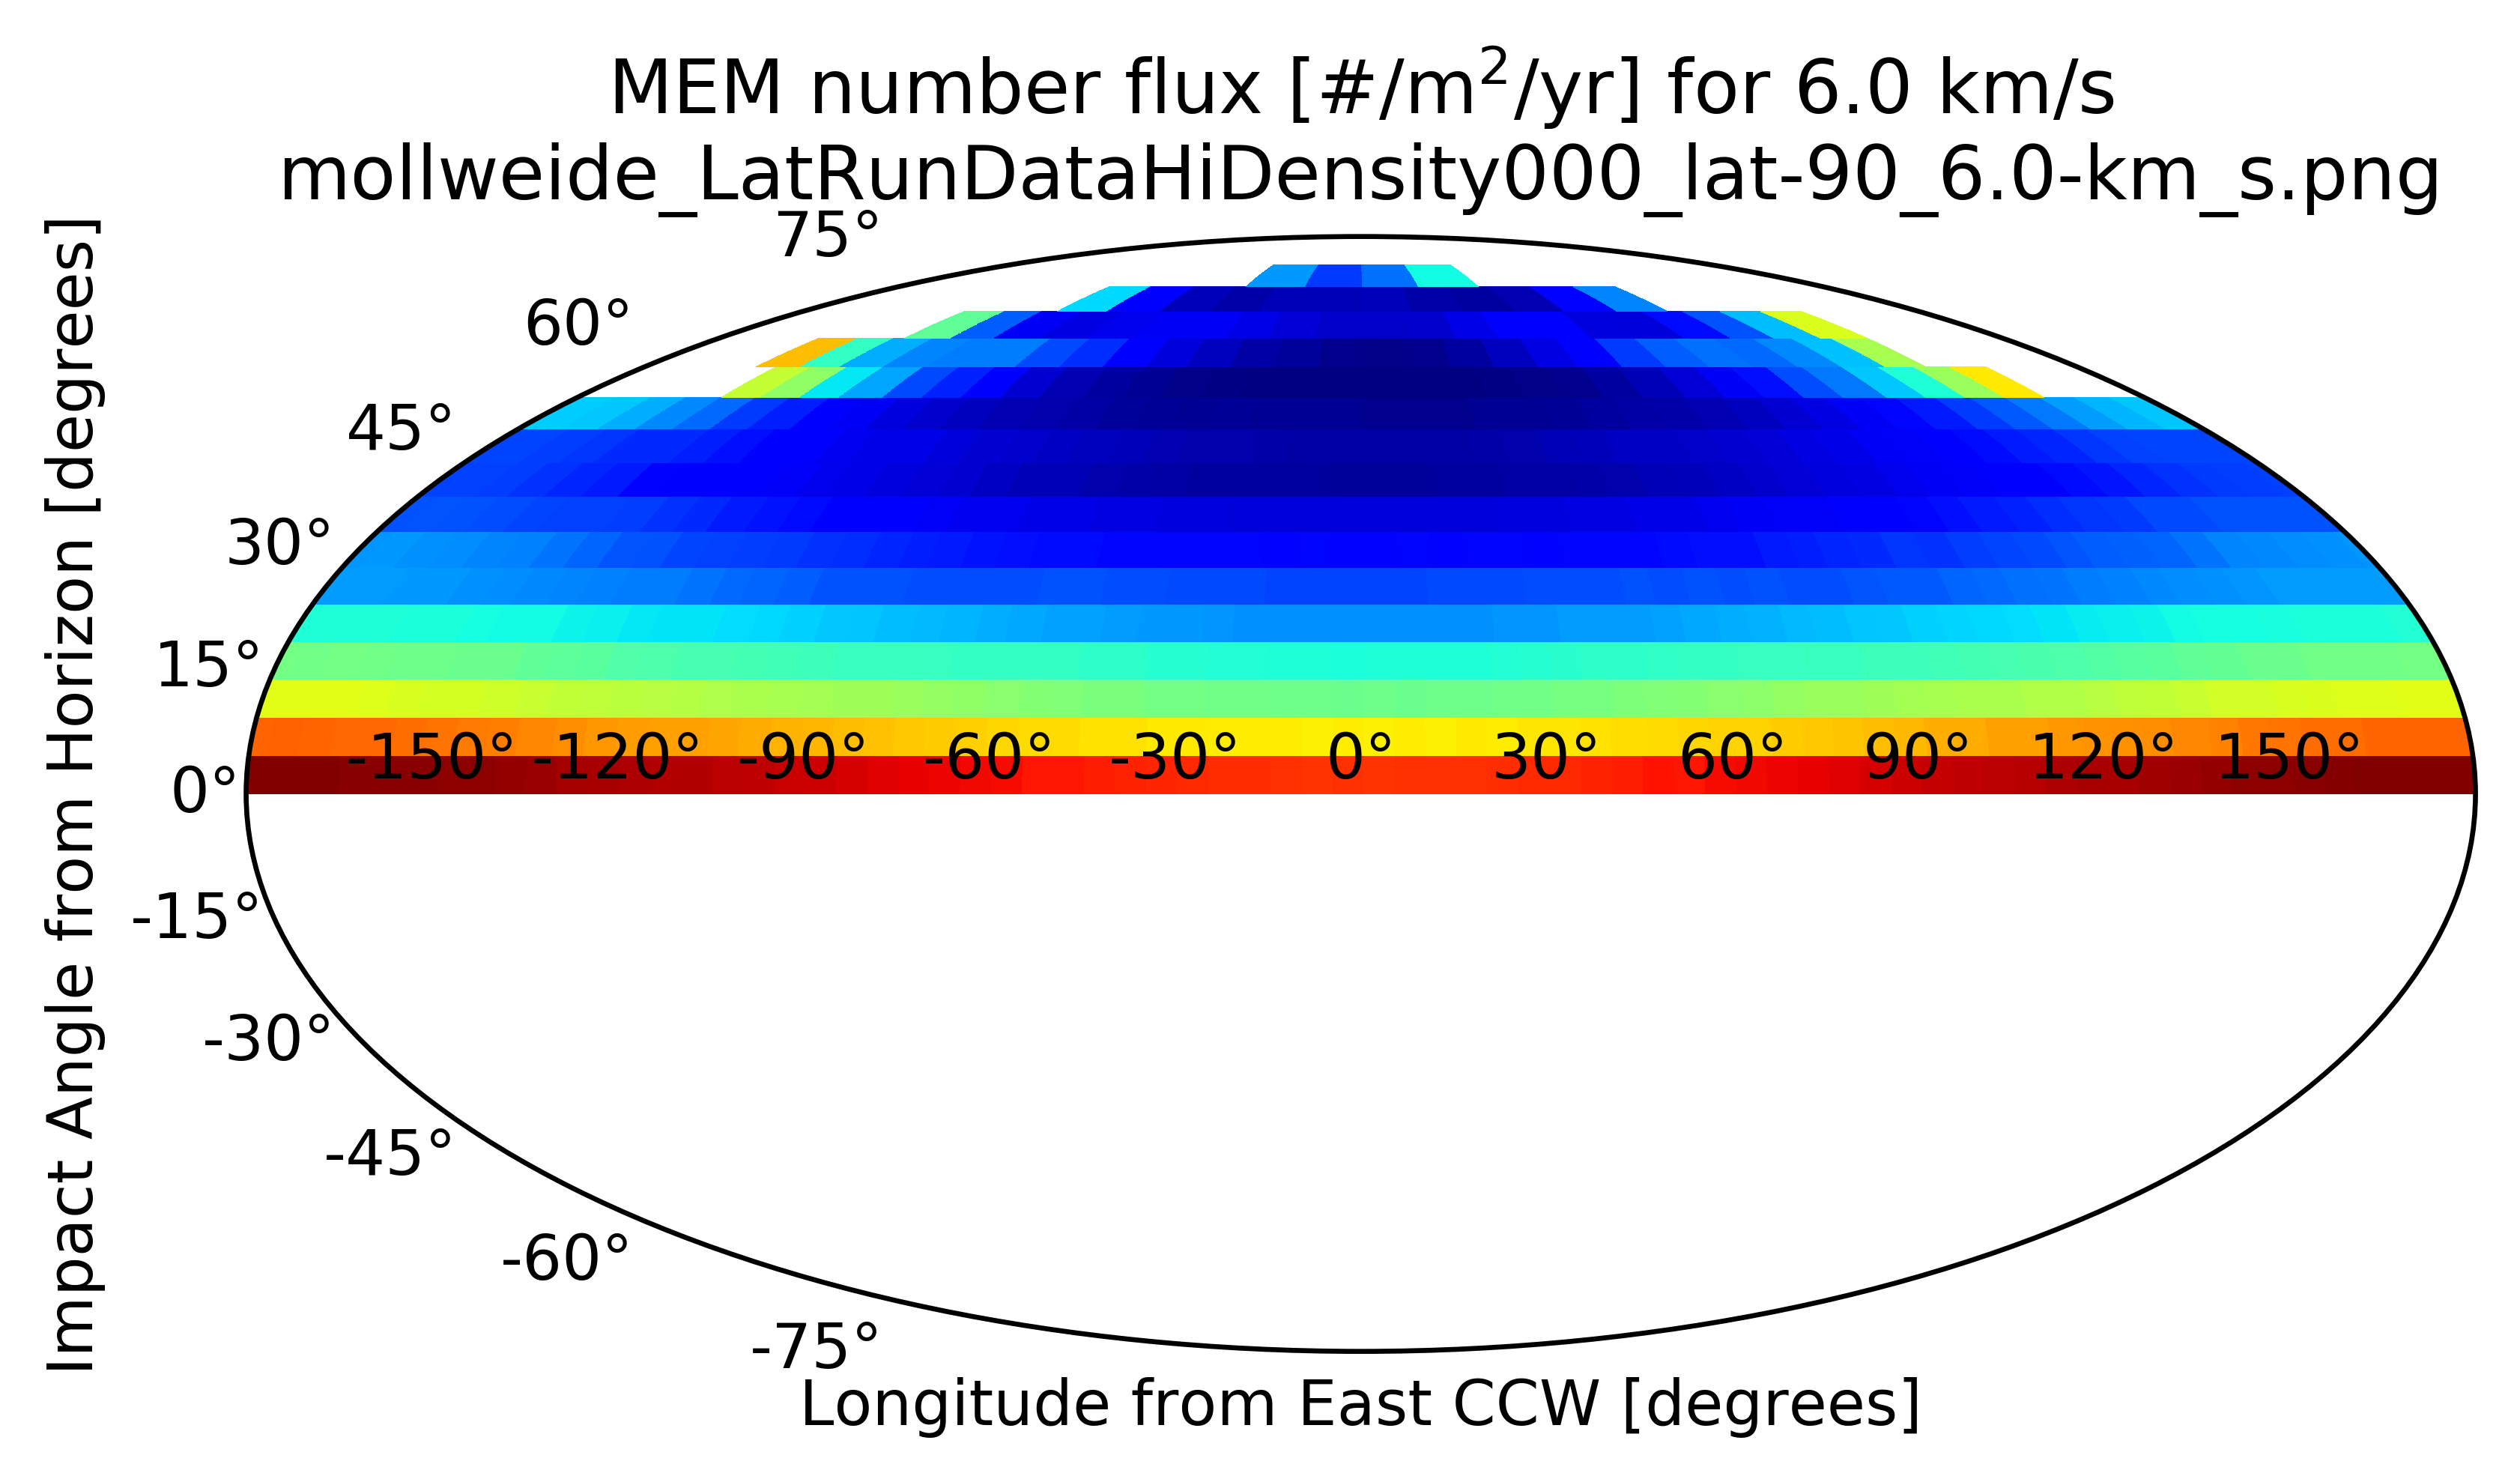 MEM number flux [#/m²/yr] for 6.0 km/s
mollweide_LatRunDataHiDensity000_lat-90_6.0-km_s.png
Impact Angle from Horizon [degrees]
75°
60°
45°
30°
15°
0°
-15°
-30°
-45°
-60°
-75°
-150° -120° -90° -60° -30° 0° 30° 60° 90° 120° 150°
Longitude from East CCW [degrees]